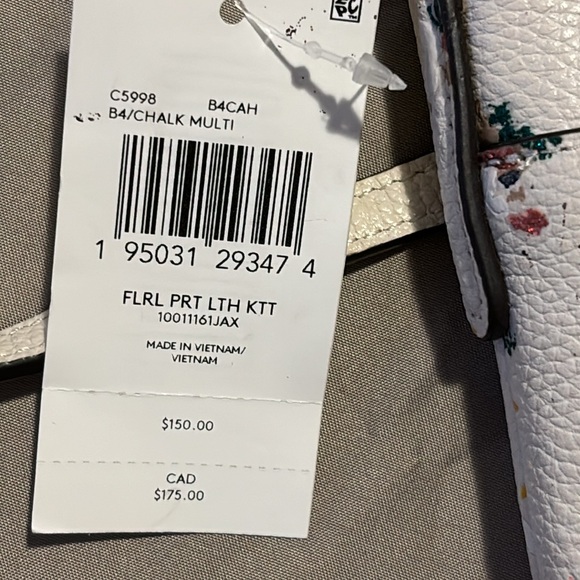 C5998 B4CAH
B4/CHALK MULTI
1 95031 29347 4
FLRL PRT LTH KTT
10011161JAX
MADE IN VIETNAM/
VIETNAM
$150.00
CAD
$175.00